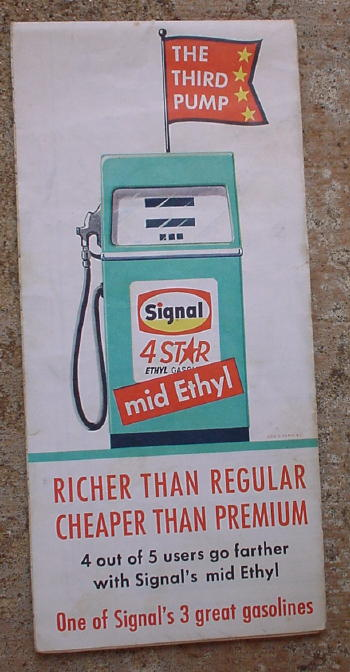 THE
THIRD
PUMP
Signal
4 STAR
ETHYL
mid Ethyl
RICHER THAN REGULAR
CHEAPER THAN PREMIUM
4 out of 5 users go farther
with Signal's mid Ethyl
One of Signal's 3 great gasolines